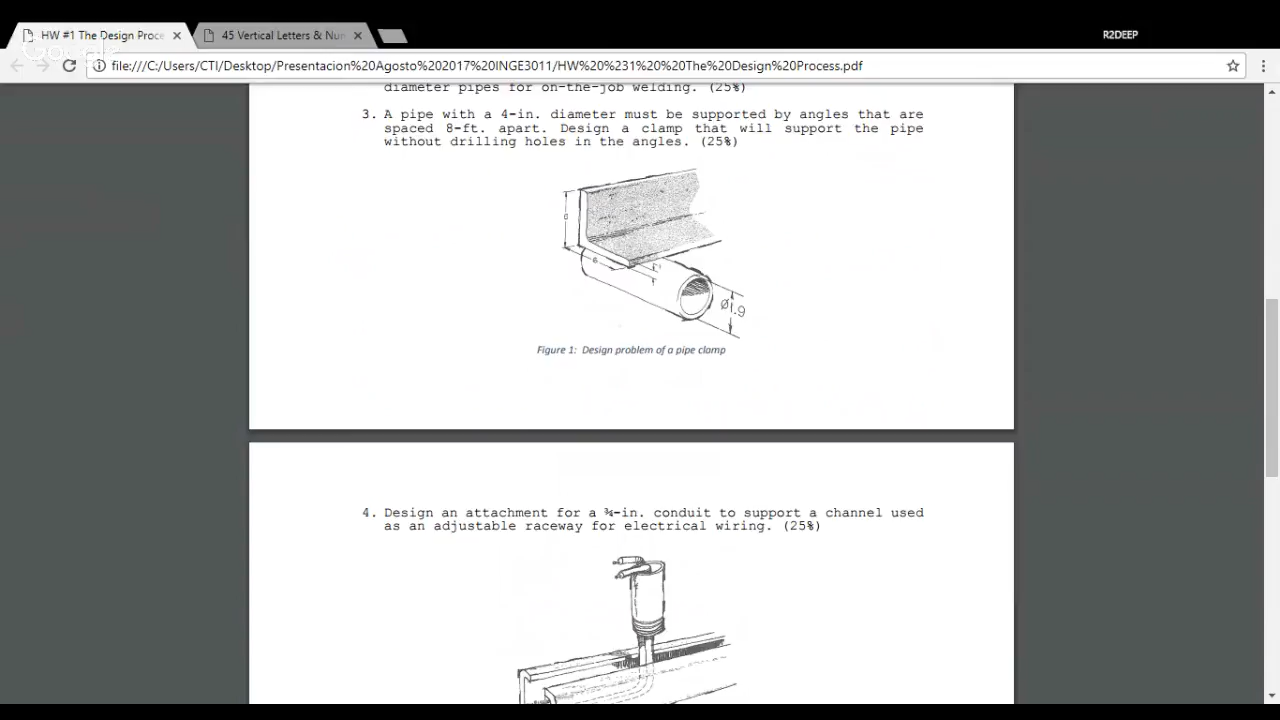 HW #1 The Design Proce
45 Vertical Letters & Nun
R2DEEP
Google
file:///C:/Users/CTI/Desktop/Presentacion%20Agosto%202017%20INGE3011/HW%20%231%20%20The%20Design%20Process.pdf
diameter pipes for on-the-job welding. (25%)
3. A pipe with a 4-in. diameter must be supported by angles that are
spaced 8-ft. apart. Design a clamp that will support the pipe
without drilling holes in the angles. (25%)
6
Ø1.9
Figure 1: Design problem of a pipe clamp
4. Design an attachment for a ¾-in. conduit to support a channel used
as an adjustable raceway for electrical wiring. (25%)